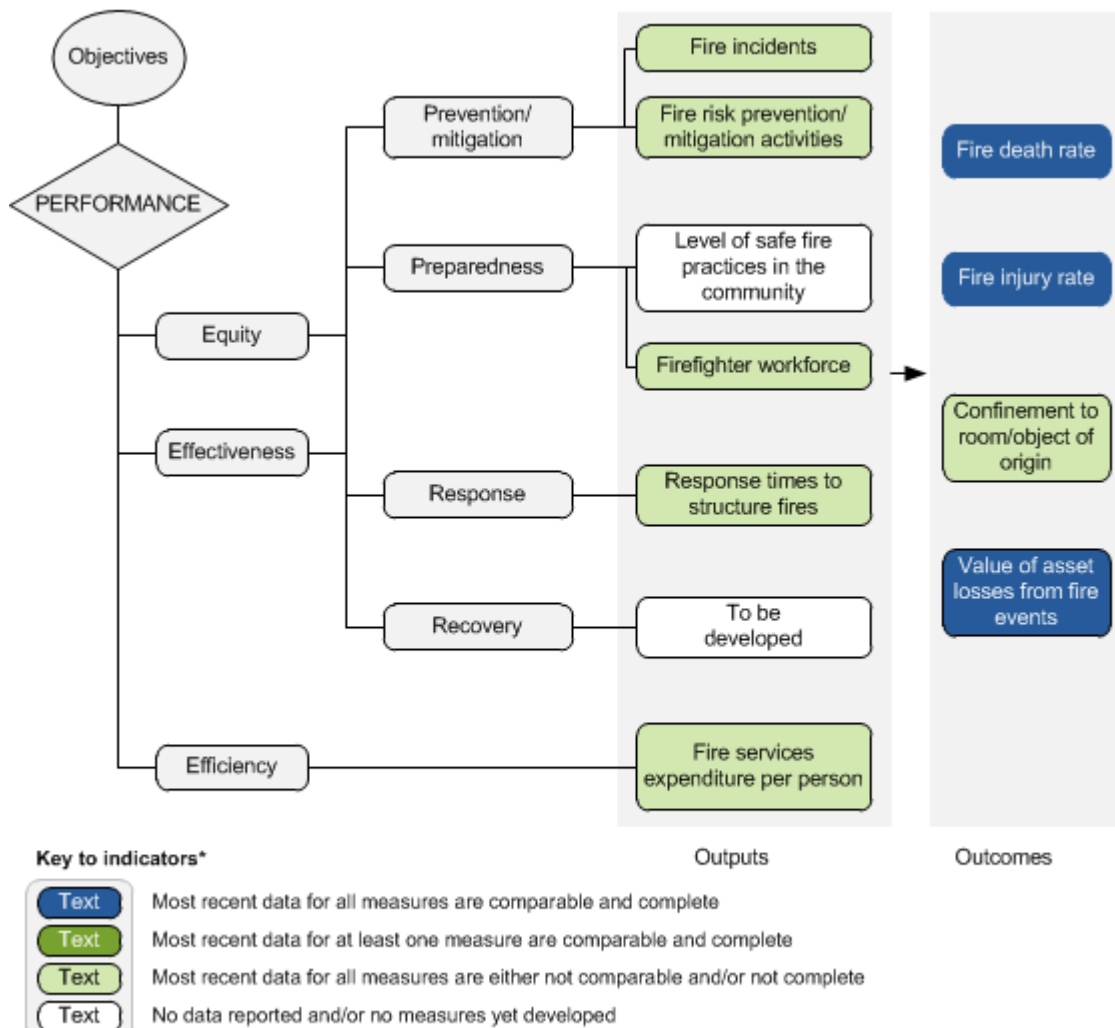 Objectives
PERFORMANCE
Equity
Effectiveness
Efficiency
Prevention/
mitigation
Preparedness
Response
Recovery
Fire incidents
Fire risk prevention/
mitigation activities
Level of safe fire
practices in the
community
Firefighter workforce
Response times to
structure fires
To be
developed
Fire services
expenditure per person
Outputs
Fire death rate
Fire injury rate
Confinement to
room/object of
origin
Value of asset
losses from fire
events
Outcomes
Key to indicators*
Text Most recent data for all measures are comparable and complete
Text Most recent data for at least one measure are comparable and complete
Text Most recent data for all measures are either not comparable and/or not complete
Text No data reported and/or no measures yet developed